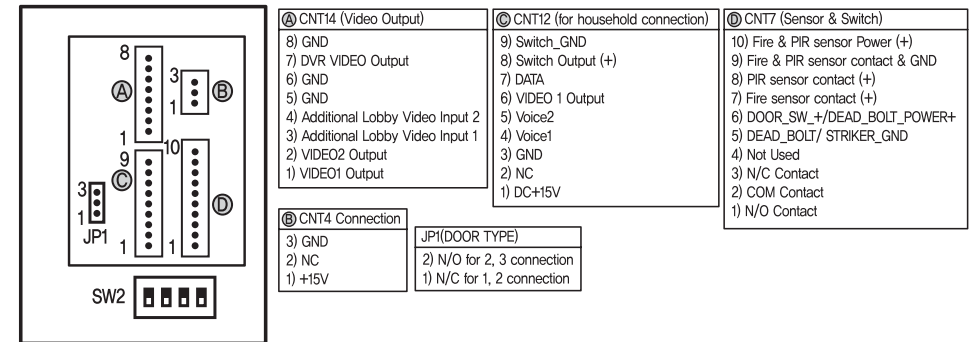 8
A
1
3
B
1
9
C
10
D
3
1
JP1
1
1
SW2
A CNT14 (Video Output)
8) GND
7) DVR VIDEO Output
6) GND
5) GND
4) Additional Lobby Video Input 2
3) Additional Lobby Video Input 1
2) VIDEO2 Output
1) VIDEO1 Output
B CNT4 Connection
3) GND
2) NC
1) +15V
JP1(DOOR TYPE)
2) N/O for 2, 3 connection
1) N/C for 1, 2 connection
C CNT12 (for household connection)
9) Switch_GND
8) Switch Output (+)
7) DATA
6) VIDEO 1 Output
5) Voice2
4) Voice1
3) GND
2) NC
1) DC+15V
D CNT7 (Sensor & Switch)
10) Fire & PIR sensor Power (+)
9) Fire & PIR sensor contact & GND
8) PIR sensor contact (+)
7) Fire sensor contact (+)
6) DOOR_SW_+/DEAD_BOLT_POWER+
5) DEAD_BOLT/ STRIKER_GND
4) Not Used
3) N/C Contact
2) COM Contact
1) N/O Contact